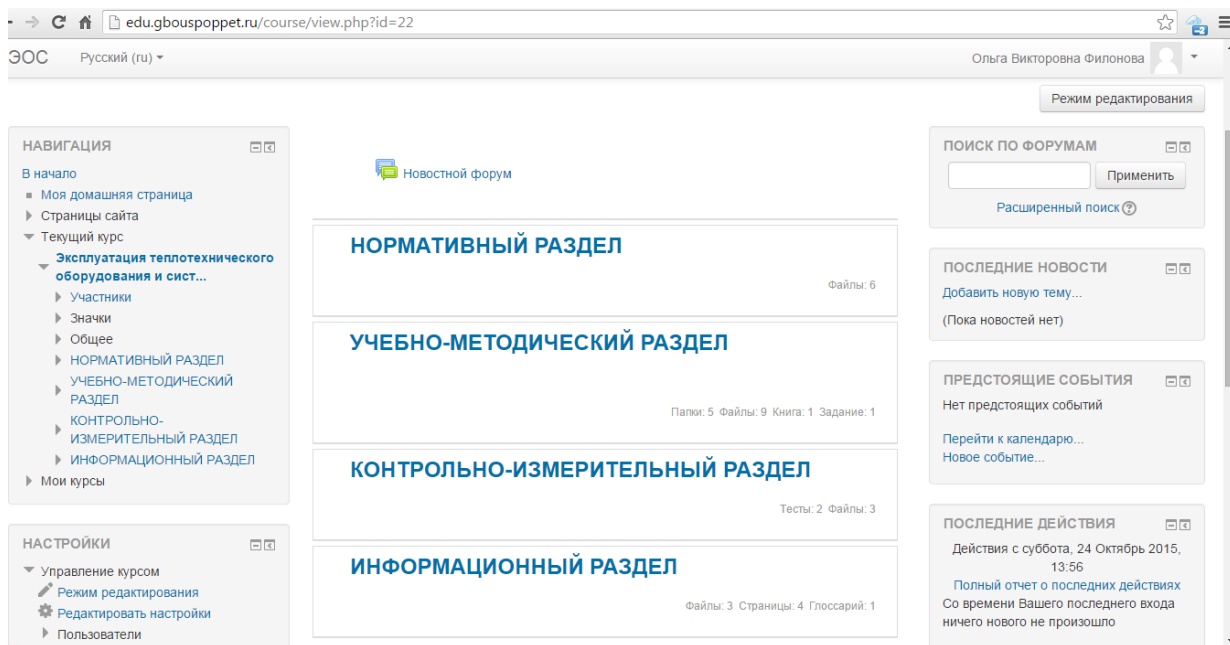 edu.gbouspoppet.ru/course/view.php?id=22
-2
ЭОС
Русский (ru)
Ольга Викторовна Филонова
Режим редактирования
НАВИГАЦИЯ
В начало
Моя домашняя страница
Страницы сайта
Текущий курс
Эксплуатация теплотехнического
оборудования и сист...
Участники
Значки
Общее
НОРМАТИВНЫЙ РАЗДЕЛ
УЧЕБНО-МЕТОДИЧЕСКИЙ
РАЗДЕЛ
КОНТРОЛЬНО-
ИЗМЕРИТЕЛЬНЫЙ РАЗДЕЛ
ИНФОРМАЦИОННЫЙ РАЗДЕЛ
Мои курсы
НАСТРОЙКИ
Управление курсом
Режим редактирования
Редактировать настройки
Пользователи
Новостной форум
НОРМАТИВНЫЙ РАЗДЕЛ
Файлы: 6
УЧЕБНО-МЕТОДИЧЕСКИЙ РАЗДЕЛ
Папки: 5 Файлы: 9 Книга: 1 Задание: 1
КОНТРОЛЬНО-ИЗМЕРИТЕЛЬНЫЙ РАЗДЕЛ
Тесты: 2 Файлы: 3
ИНФОРМАЦИОННЫЙ РАЗДЕЛ
Файлы: 3 Страницы: 4 Глоссарий: 1
ПОИСК ПО ФОРУМАМ
Применить
Расширенный поиск ?
ПОСЛЕДНИЕ НОВОСТИ
Добавить новую тему...
(Пока новостей нет)
ПРЕДСТОЯЩИЕ СОБЫТИЯ
Нет предстоящих событий
Перейти к календарю...
Новое событие...
ПОСЛЕДНИЕ ДЕЙСТВИЯ
Действия с суббота, 24 Октябрь 2015,
13:56
Полный отчет о последних действиях
Со времени Вашего последнего входа
ничего нового не произошло